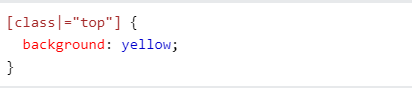 [class|="top"] {
  background: yellow;
}